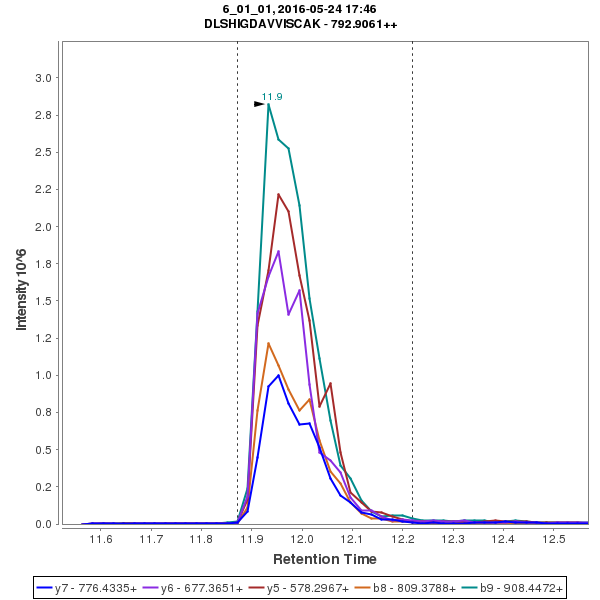 6_01_01, 2016-05-24 17:46
DLSHIGDAVVISCAK - 792.9061++
11.9
3.0
2.8
2.5
2.2
2.0
1.8
1.5
1.2
1.0
0.8
0.5
0.2
0.0
Intensity 10^6
11.6 11.7 11.8 11.9 12.0 12.1 12.2 12.3 12.4 12.5
Retention Time
y7 - 776.4335+ y6 - 677.3651+ y5 - 578.2967+ b8 - 809.3788+ b9 - 908.4472+